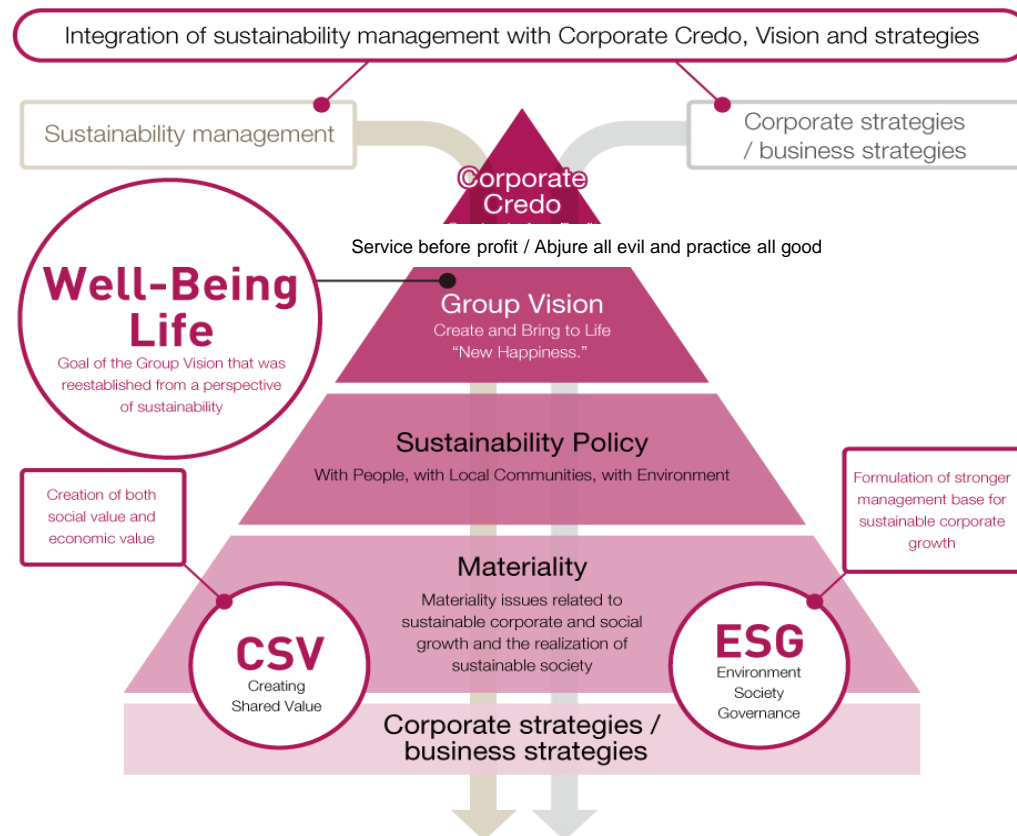 Integration of sustainability management with Corporate Credo, Vision and strategies
Sustainability management
Corporate strategies
/ business strategies
Corporate
Credo
Service before profit / Abjure all evil and practice all good
Well-Being
Life
Goal of the Group Vision that was
reestablished from a perspective
of sustainability
Group Vision
Create and Bring to Life
“New Happiness.”
Sustainability Policy
With People, with Local Communities, with Environment
Creation of both
social value and
economic value
Formulation of stronger
management base for
sustainable corporate
growth
Materiality
Materiality issues related to
sustainable corporate and social
growth and the realization of
sustainable society
CSV
Creating
Shared Value
ESG
Environment
Society
Governance
Corporate strategies /
business strategies